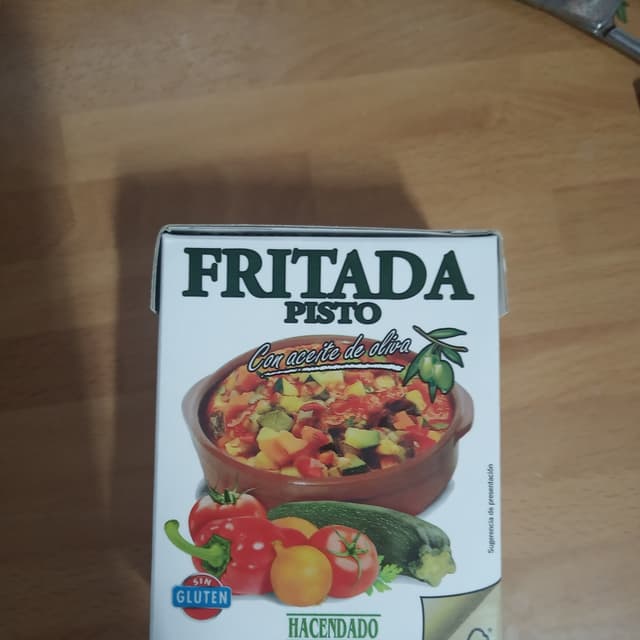 FRITADA
PISTO
Con aceite de oliva
Sugerencia de presentación
SIN
GLUTEN
HACENDADO